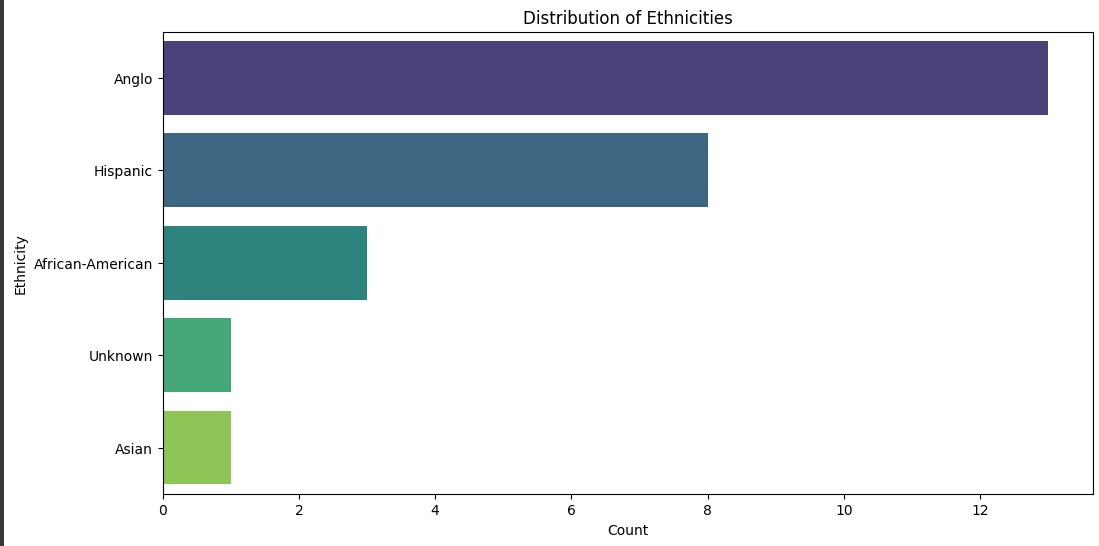 Distribution of Ethnicities
Ethnicity
Anglo
Hispanic
African-American
Unknown
Asian
0 2 4 6 8 10 12
Count